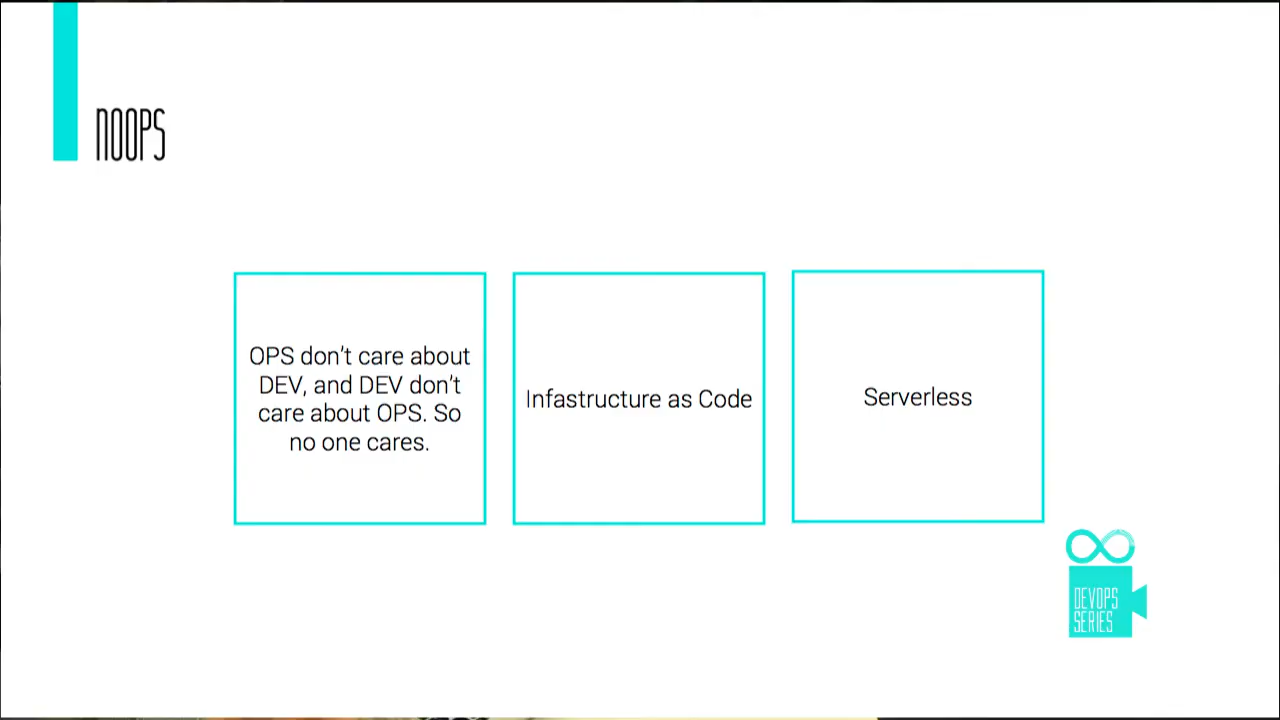 NOOPS
OPS don’t care about
DEV, and DEV don’t
care about OPS. So
no one cares.
Infastructure as Code
Serverless
DEVOPS
SERIES